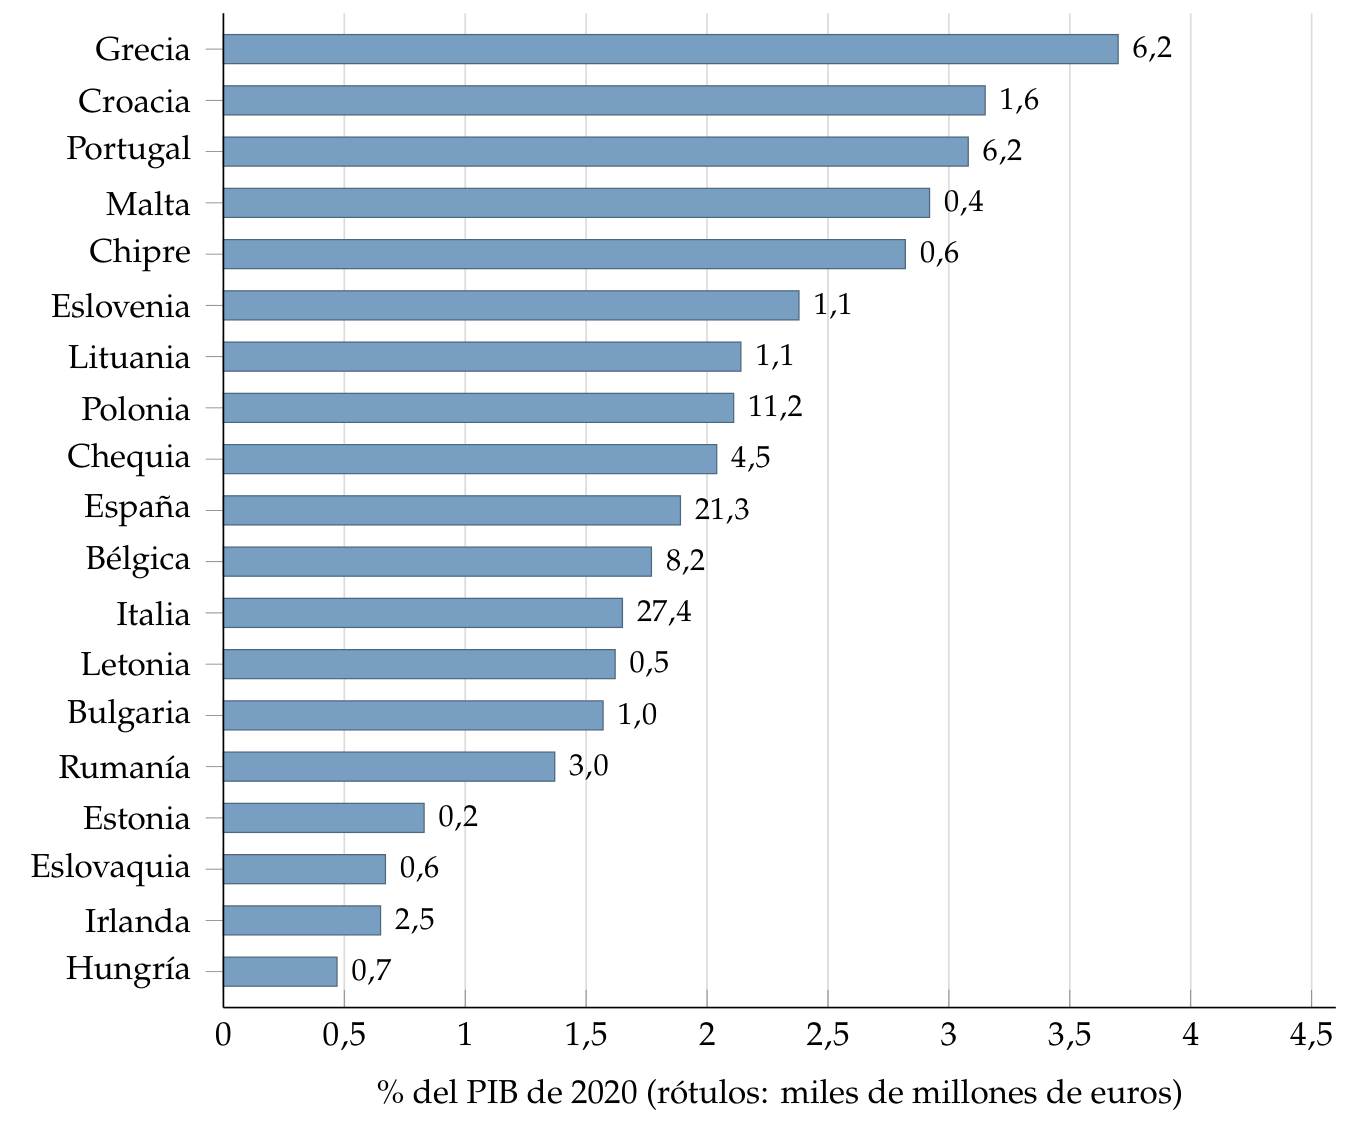 Grecia 6,2
Croacia 1,6
Portugal 6,2
Malta 0,4
Chipre 0,6
Eslovenia 1,1
Lituania 1,1
Polonia 11,2
Chequia 4,5
España 21,3
Bélgica 8,2
Italia 27,4
Letonia 0,5
Bulgaria 1,0
Rumanía 3,0
Estonia 0,2
Eslovaquia 0,6
Irlanda 2,5
Hungría 0,7
0 0,5 1 1,5 2 2,5 3 3,5 4 4,5
% del PIB de 2020 (rótulos: miles de millones de euros)